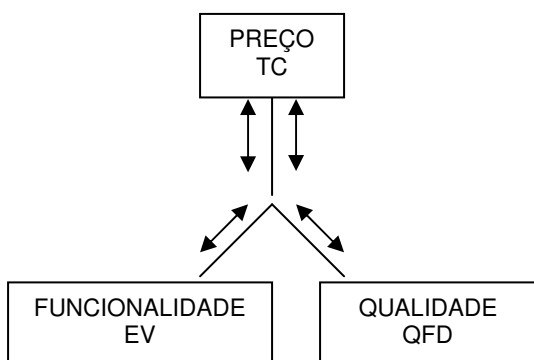 PREÇO
TC
FUNCIONALIDADE
EV
QUALIDADE
QFD